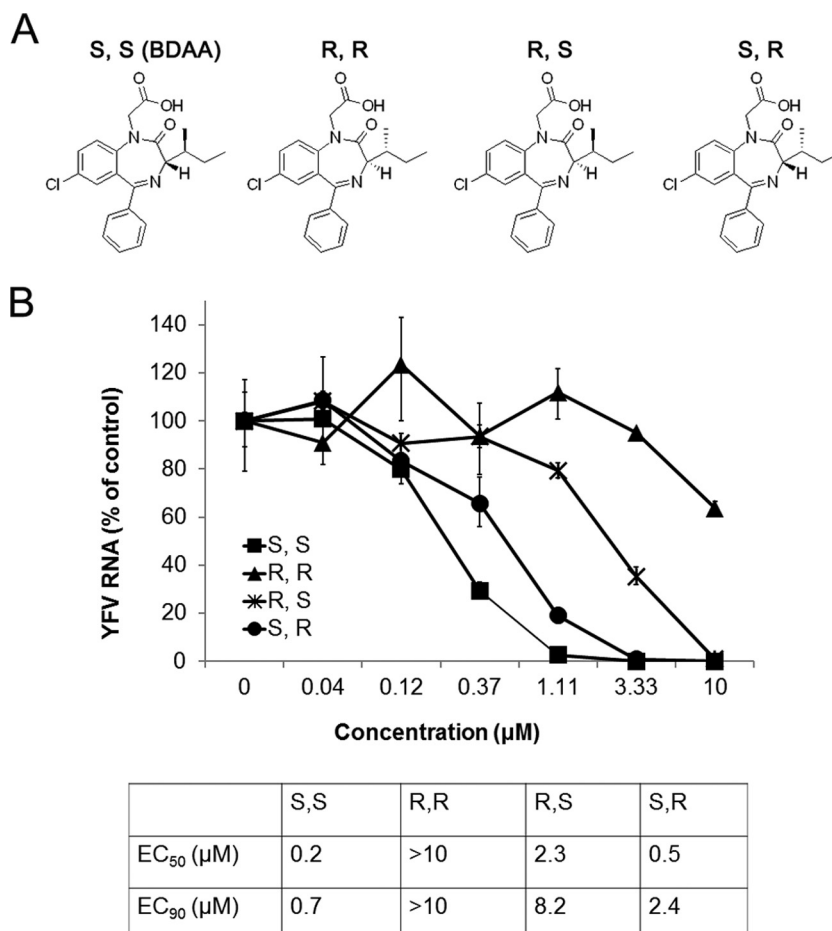 A
S, S (BDAA) R, R R, S S, R
O OH N O Cl N H
O OH N O Cl N H
O OH N O Cl N H
O OH N O Cl N H
B
YFV RNA (% of control)
140
120
100
80
60
40
20
0
S, S
R, R
R, S
S, R
0 0.04 0.12 0.37 1.11 3.33 10
Concentration (µM)
S,S R,R R,S S,R
EC50 (µM) 0.2 >10 2.3 0.5
EC90 (µM) 0.7 >10 8.2 2.4